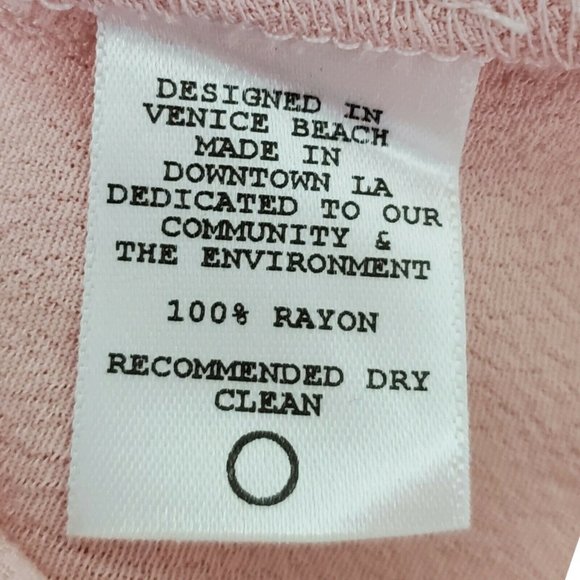 DESIGNED IN
VENICE BEACH
MADE IN
DOWNTOWN LA
DEDICATED TO OUR
COMMUNITY &
THE ENVIRONMENT
100% RAYON
RECOMMENDED DRY
CLEAN